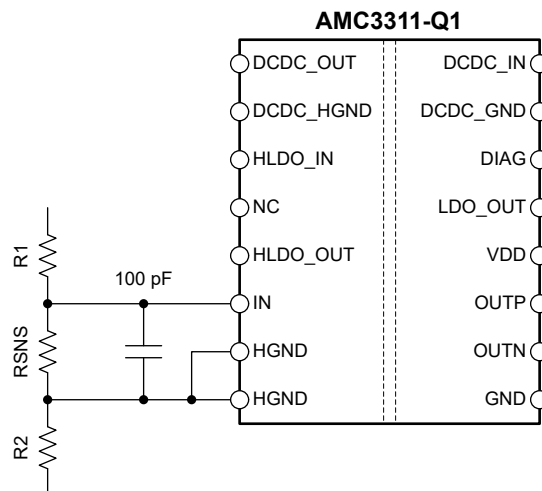 AMC3311-Q1
DCDC_OUT
DCDC_IN
DCDC_HGND
DCDC_GND
HLDO_IN
DIAG
NC
LDO_OUT
R1
100 pF
HLDO_OUT
VDD
IN
OUTP
RSNS
HGND
OUTN
HGND
GND
R2